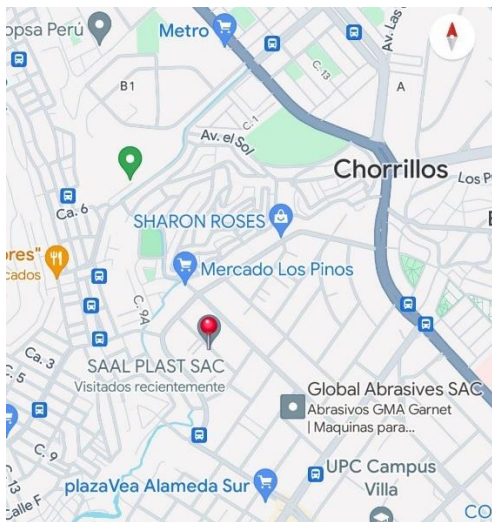 opsa Perú
Metro
Av. Las
C. 13
B1
A
C. 1
Av. el Sol
Chorrillos
Los P
Ca. 6
SHARON ROSES
E
ores"
cados
Mercado Los Pinos
C. 9A
Ca. 3
SAAL PLAST SAC
Visitados recientemente
C. 5
Global Abrasives SAC
Abrasivos GMA Garnet
| Maquinas para...
C. 9
C. 13
UPC Campus
Villa
plazaVea Alameda Sur
Calle F
CO